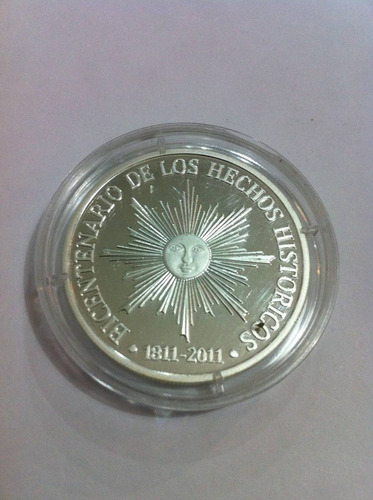 BICENTENARIO DE LOS HECHOS HISTORICOS
• 1811-2011 •